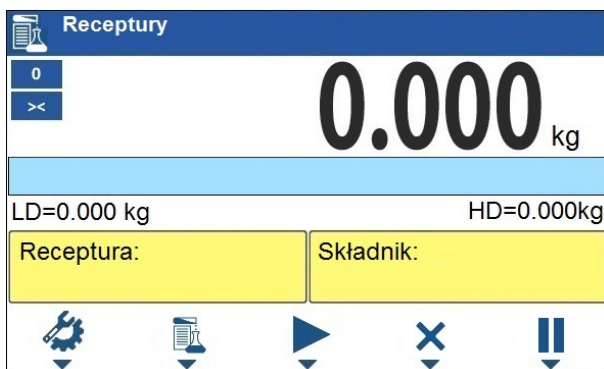 Receptury
0
><
0.000 kg
LD=0.000 kg HD=0.000kg
Receptura: Składnik: